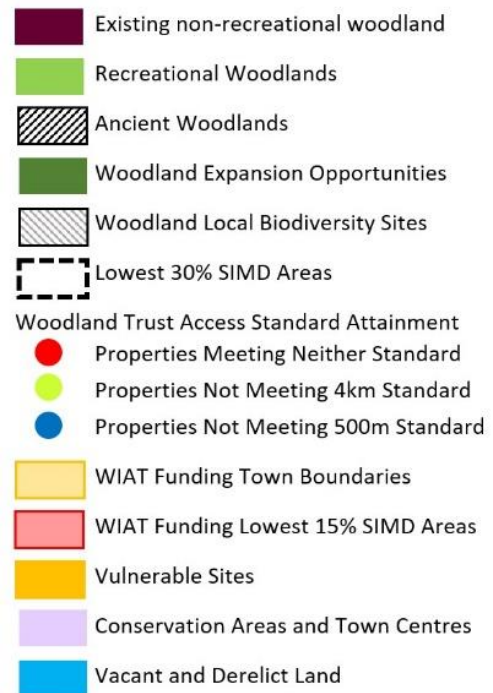 Existing non-recreational woodland
Recreational Woodlands
Ancient Woodlands
Woodland Expansion Opportunities
Woodland Local Biodiversity Sites
Lowest 30% SIMD Areas
Woodland Trust Access Standard Attainment
Properties Meeting Neither Standard
Properties Not Meeting 4km Standard
Properties Not Meeting 500m Standard
WIAT Funding Town Boundaries
WIAT Funding Lowest 15% SIMD Areas
Vulnerable Sites
Conservation Areas and Town Centres
Vacant and Derelict Land